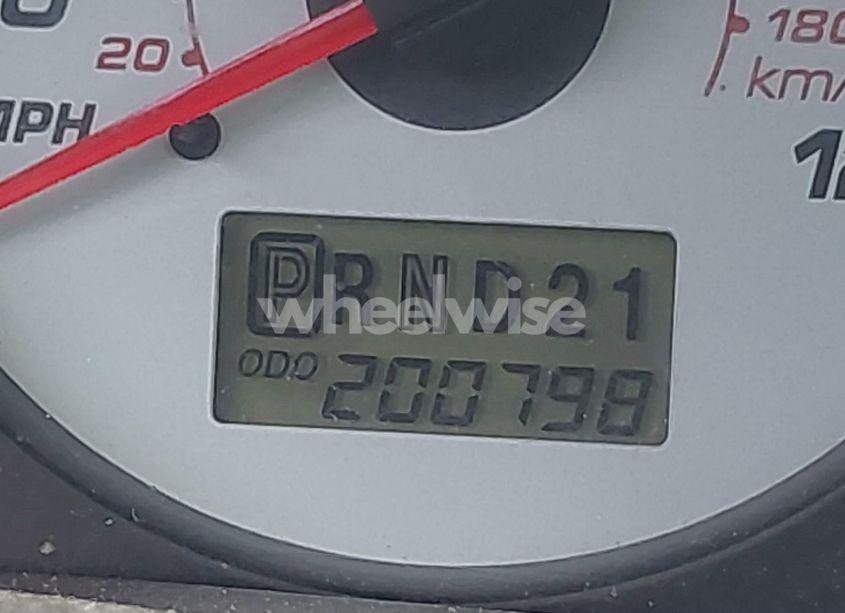 20
180
MPH
km/
PRND21
wheelwise
ODO 200798